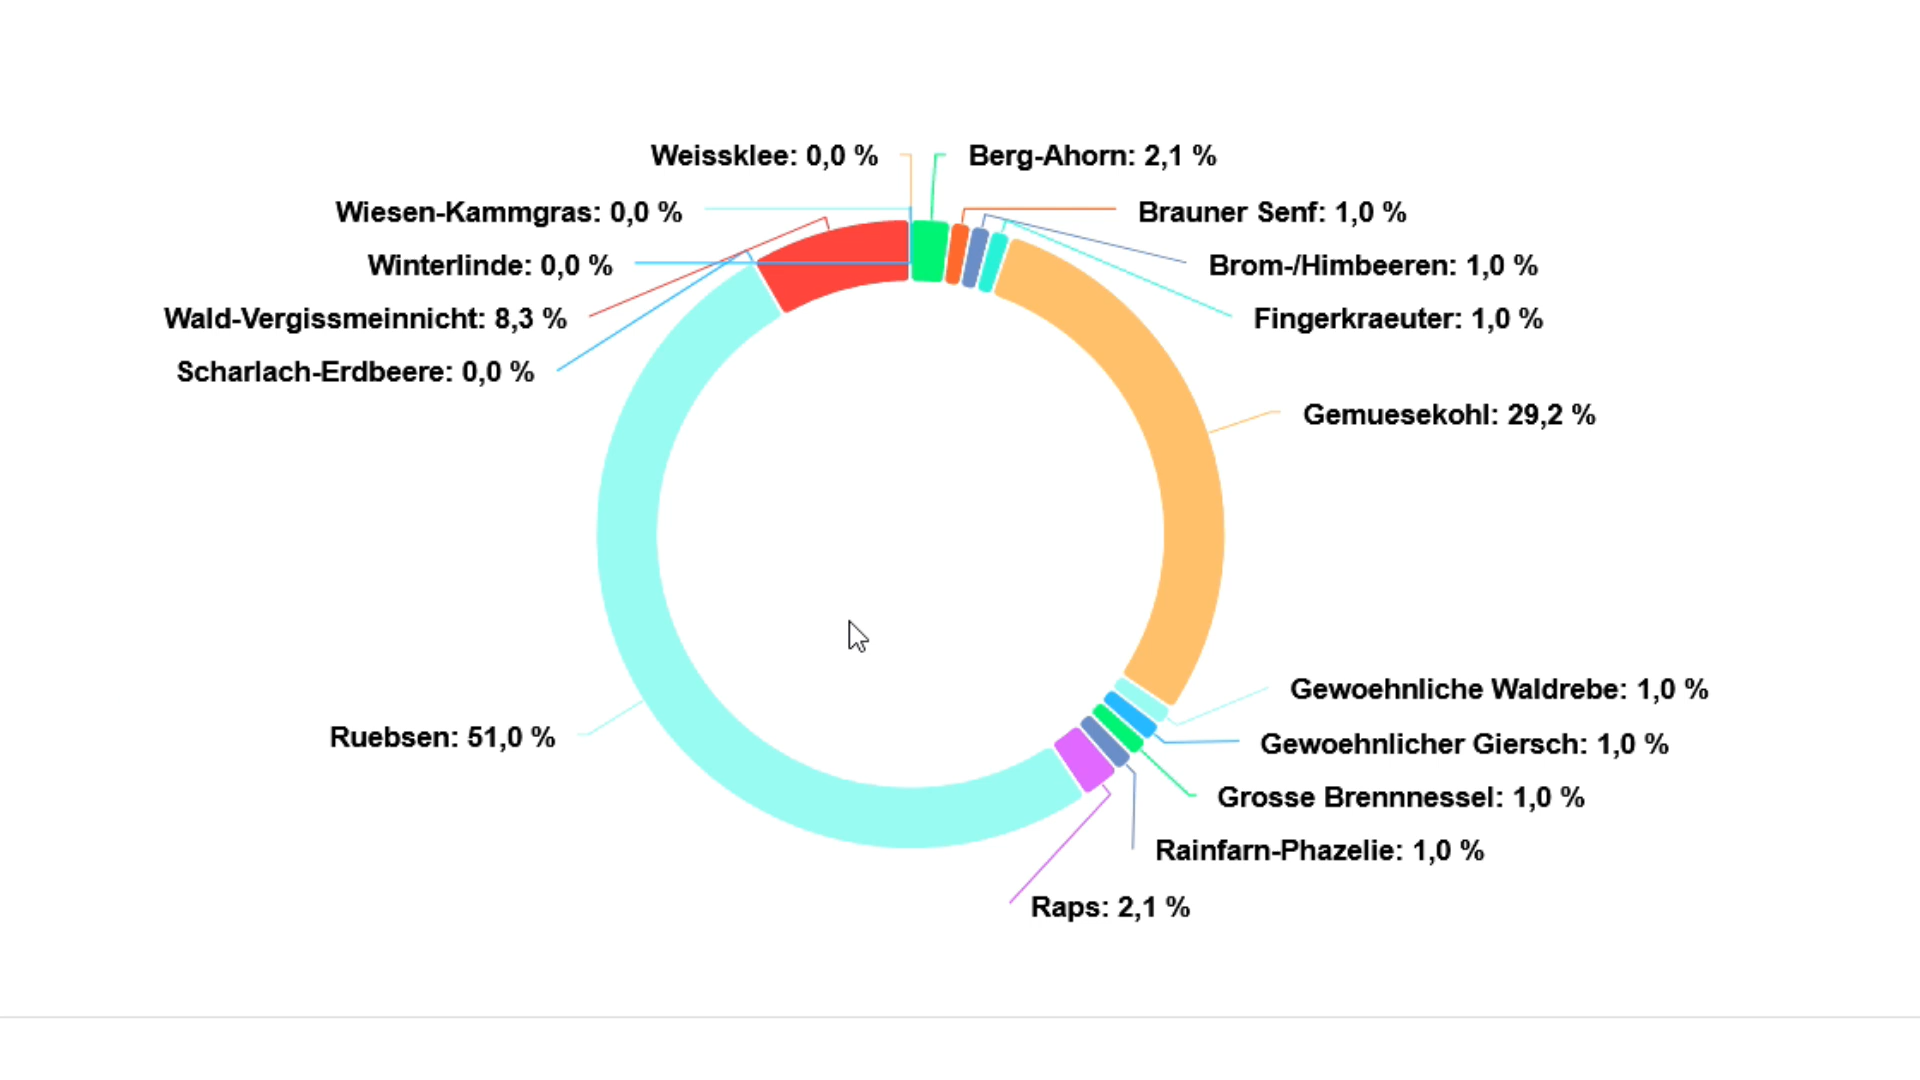 Weissklee: 0,0 %
Berg-Ahorn: 2,1 %
Wiesen-Kammgras: 0,0 %
Brauner Senf: 1,0 %
Winterlinde: 0,0 %
Brom-/Himbeeren: 1,0 %
Wald-Vergissmeinnicht: 8,3 %
Fingerkraeuter: 1,0 %
Scharlach-Erdbeere: 0,0 %
Gemuesekohl: 29,2 %
Gewoehnliche Waldrebe: 1,0 %
Ruebsen: 51,0 %
Gewoehnlicher Giersch: 1,0 %
Grosse Brennnessel: 1,0 %
Rainfarn-Phazelie: 1,0 %
Raps: 2,1 %